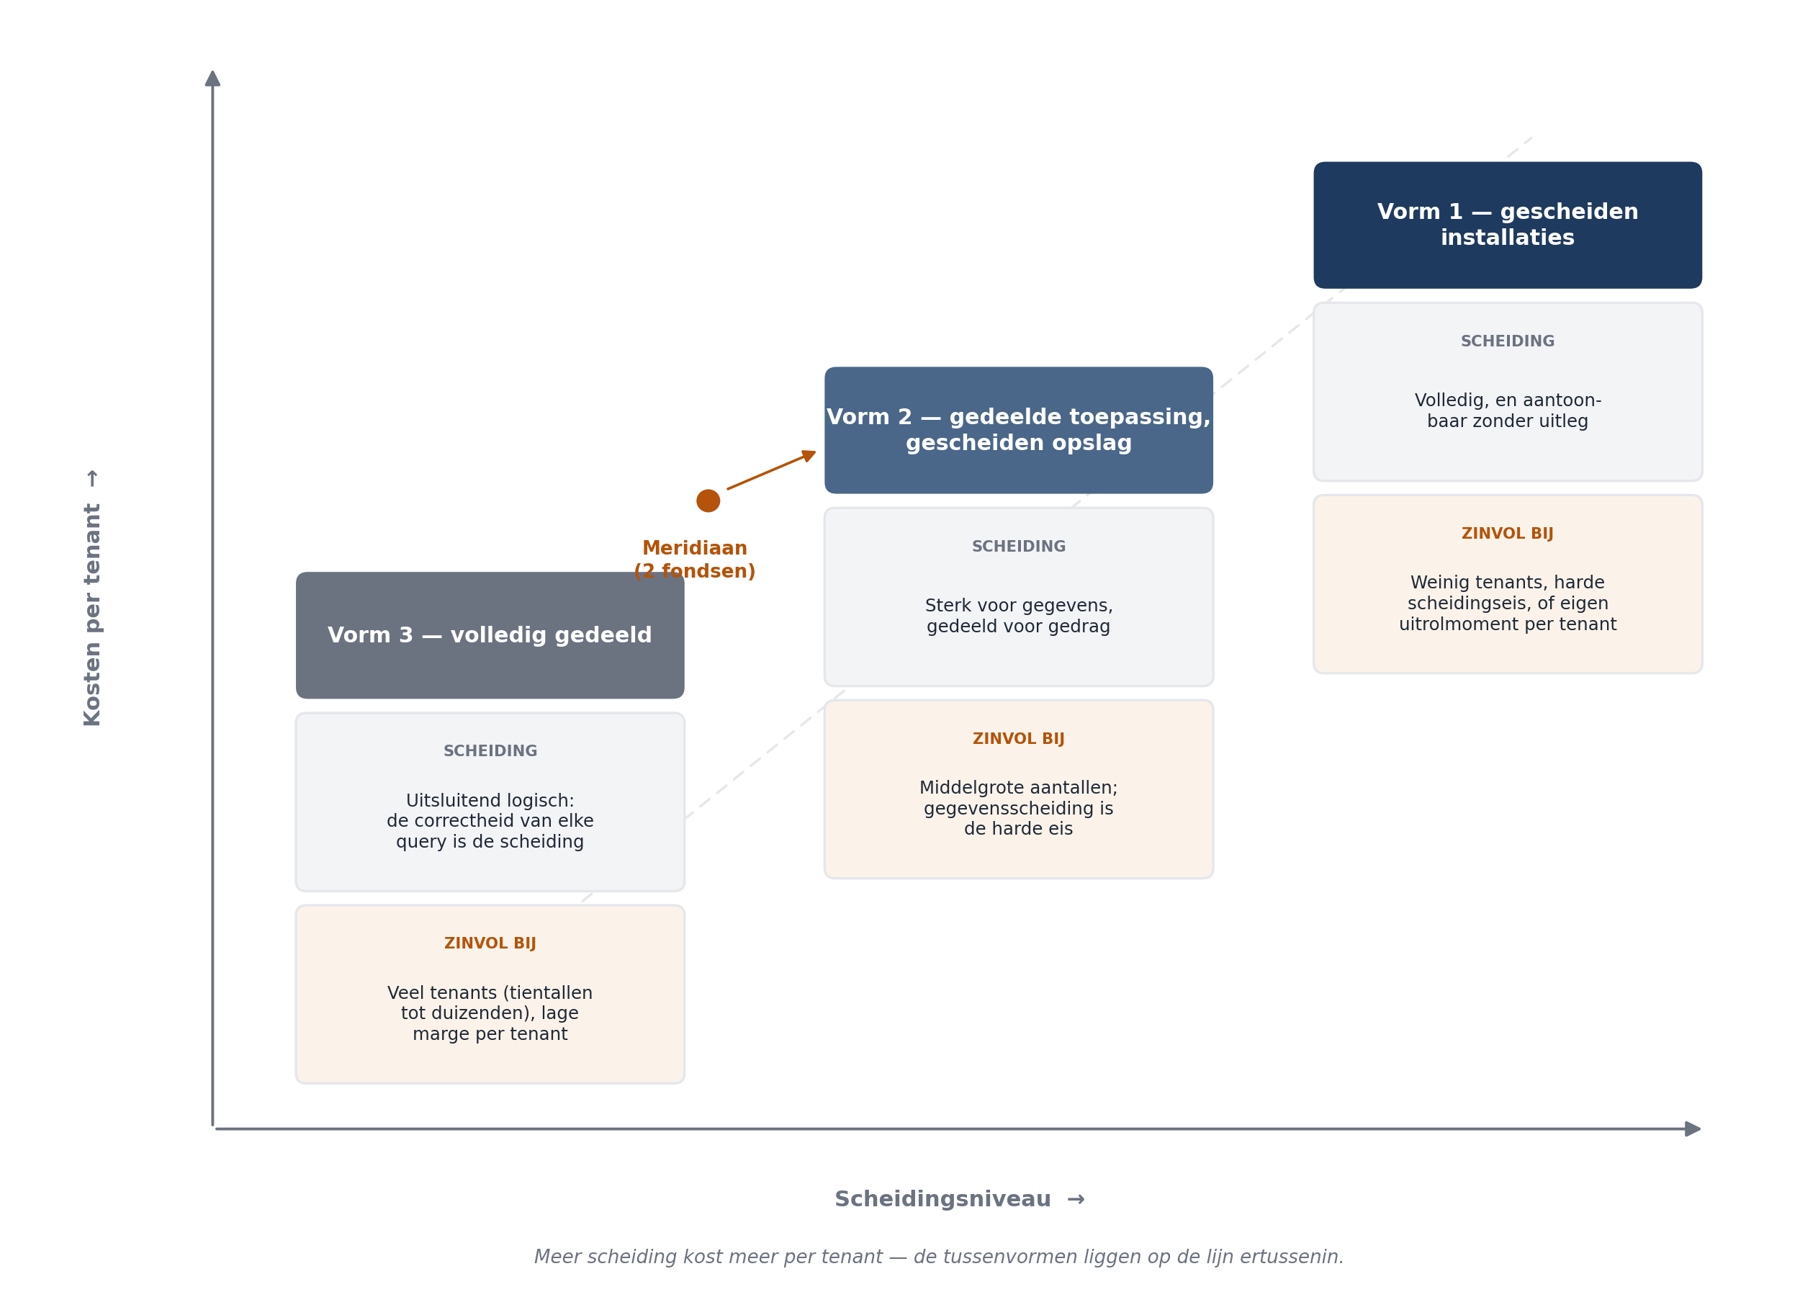 Vorm 1 — gescheiden
installaties
SCHEIDING
Volledig, en aantoon-
baar zonder uitleg
ZINVOL BIJ
Weinig tenants, harde
scheidingseis, of eigen
uitrolmoment per tenant
Vorm 2 — gedeelde toepassing,
gescheiden opslag
SCHEIDING
Sterk voor gegevens,
gedeeld voor gedrag
ZINVOL BIJ
Middelgrote aantallen;
gegevensscheiding is
de harde eis
Meridiaan
(2 fondsen)
Vorm 3 — volledig gedeeld
SCHEIDING
Uitsluitend logisch:
de correctheid van elke
query is de scheiding
ZINVOL BIJ
Veel tenants (tientallen
tot duizenden), lage
marge per tenant
Kosten per tenant →
Scheidingsniveau →
Meer scheiding kost meer per tenant — de tussenvormen liggen op de lijn ertussenin.